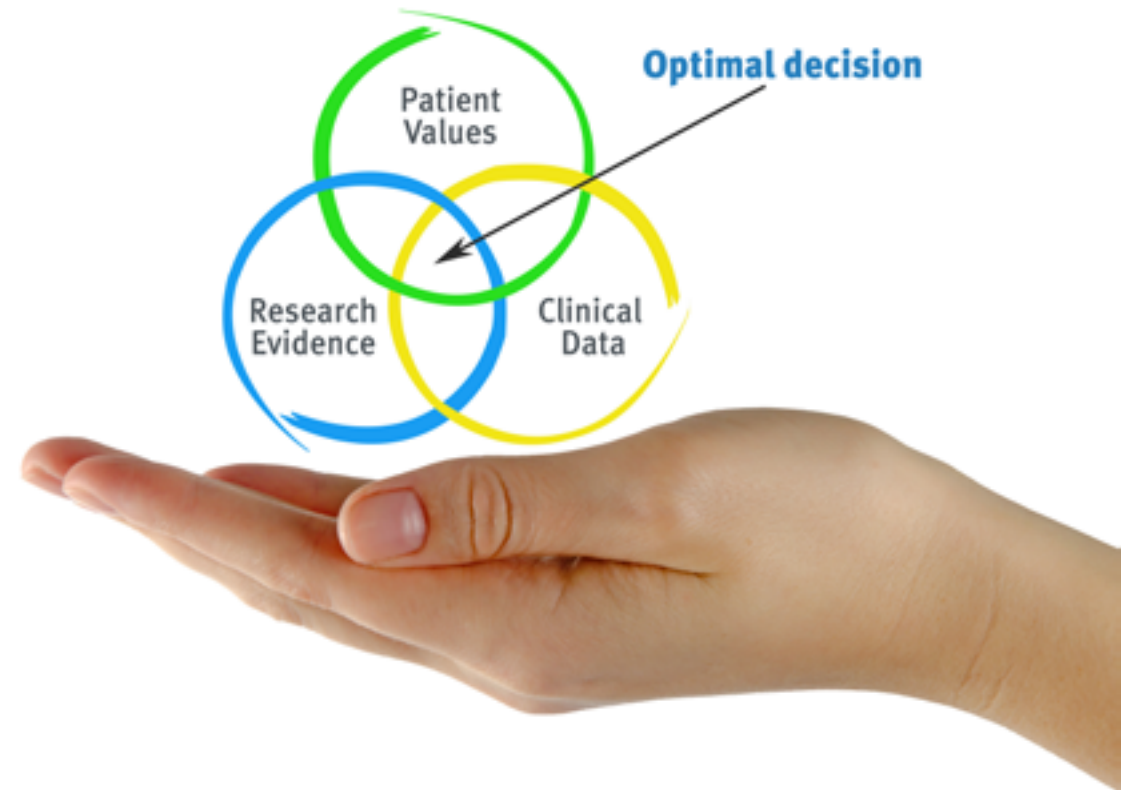 Optimal decision
Patient
Values
Research
Evidence
Clinical
Data